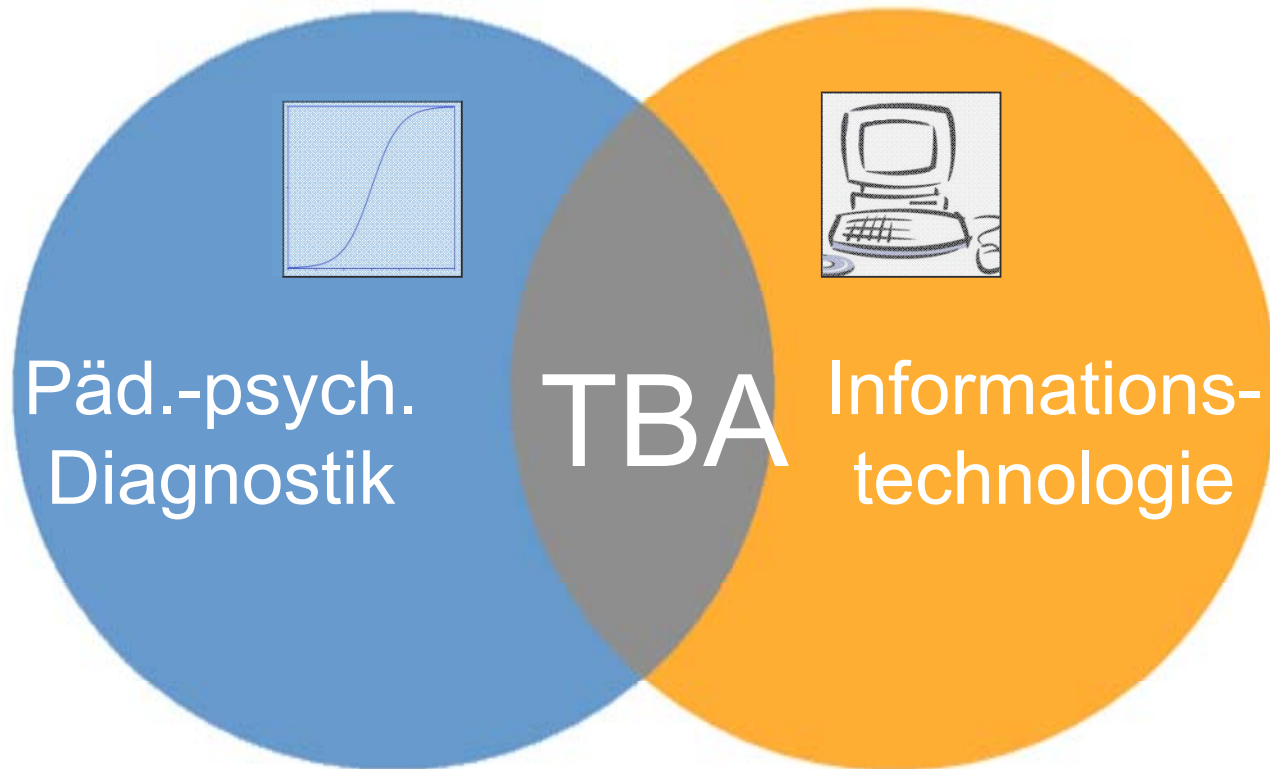 Päd.-psych.
Diagnostik
TBA
Informations-
technologie